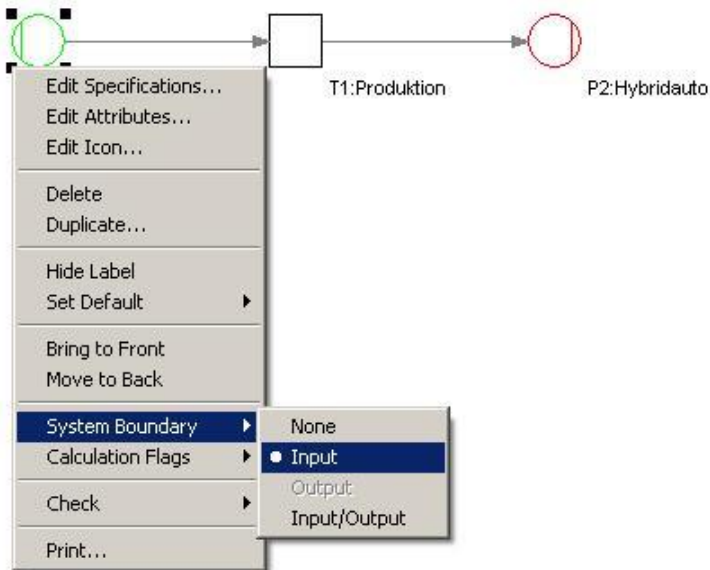 T1:Produktion
P2:Hybridauto
Edit Specifications...
Edit Attributes...
Edit Icon...
Delete
Duplicate...
Hide Label
Set Default
Bring to Front
Move to Back
System Boundary
Calculation Flags
Check
Print...
None
Input
Output
Input/Output